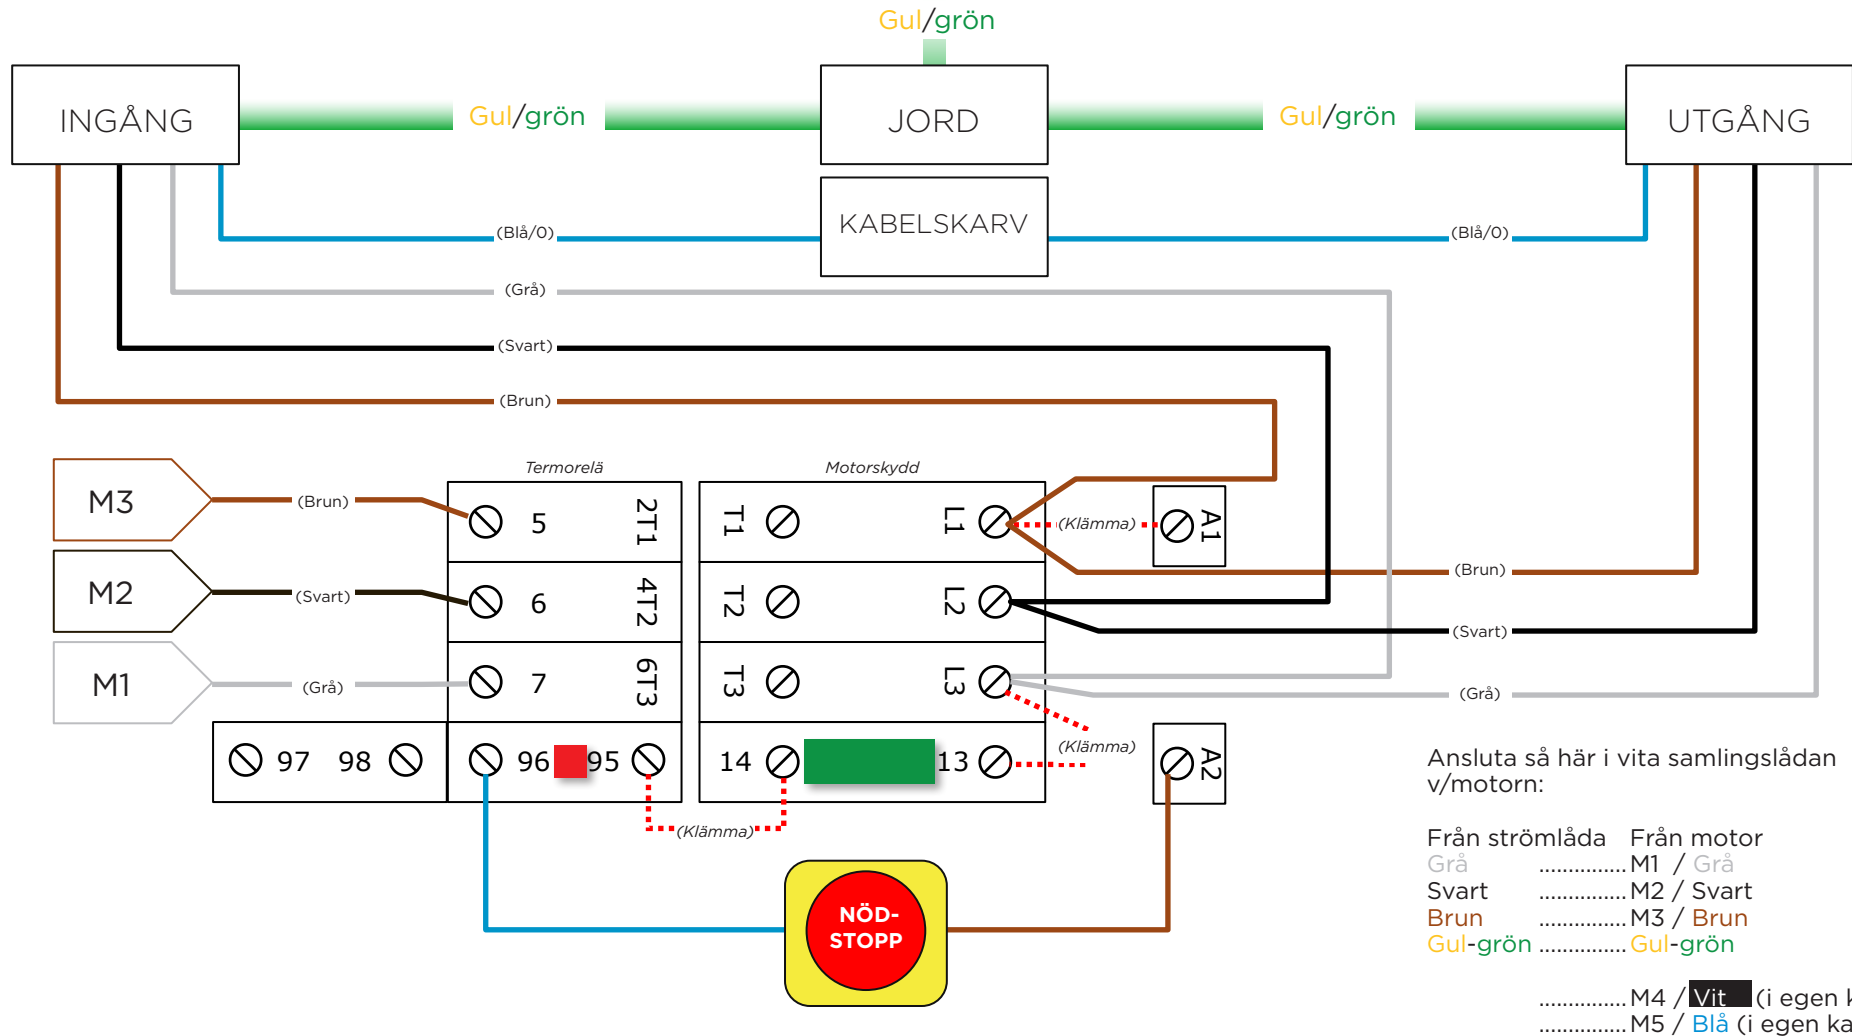 Gul/grön
INGÅNG
Gul/grön
JORD
Gul/grön
UTGÅNG
KABELSKARV
(Blå/0)
(Blå/0)
(Grå)
(Svart)
(Brun)
Termorelä
Motorskydd
M3
(Brun)
5
2T1
T1
L1
(Klämma)
A1
(Brun)
M2
(Svart)
6
4T2
T2
L2
(Svart)
M1
(Grå)
7
6T3
T3
L3
(Grå)
97 98
96 95
14 13
(Klämma)
A2
(Klämma)
NÖD-
STOPP
Ansluta så här i vita samlingslådan
v/motorn:
Från strömlåda Från motor
Grå ............... M1 / Grå
Svart ............... M2 / Svart
Brun ............... M3 / Brun
Gul-grön ............... Gul-grön
............... M4 / Vit (i egen k
............... M5 / Blå (i egen ka